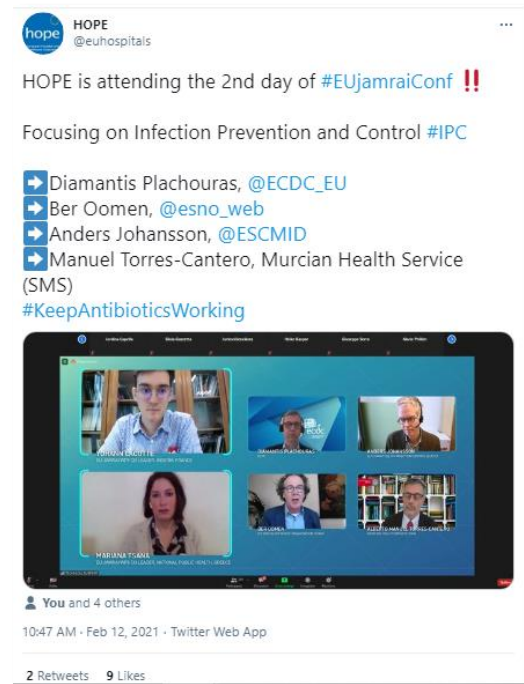 hope
HOPE
@euhospitals
HOPE is attending the 2nd day of #EUjamraiConf ‼
Focusing on Infection Prevention and Control #IPC
➡Diamantis Plachouras, @ECDC_EU
➡Ber Oomen, @esno_web
➡Anders Johansson, @ESCMID
➡Manuel Torres-Cantero, Murcian Health Service
(SMS)
#KeepAntibioticsWorking
ecdc
DIAMANTIS PLACHOURAS
ANDERS JOHANSSON
MARIANA TSANA
BER OOMEN
You and 4 others
10:47 AM · Feb 12, 2021 · Twitter Web App
2 Retweets 9 Likes